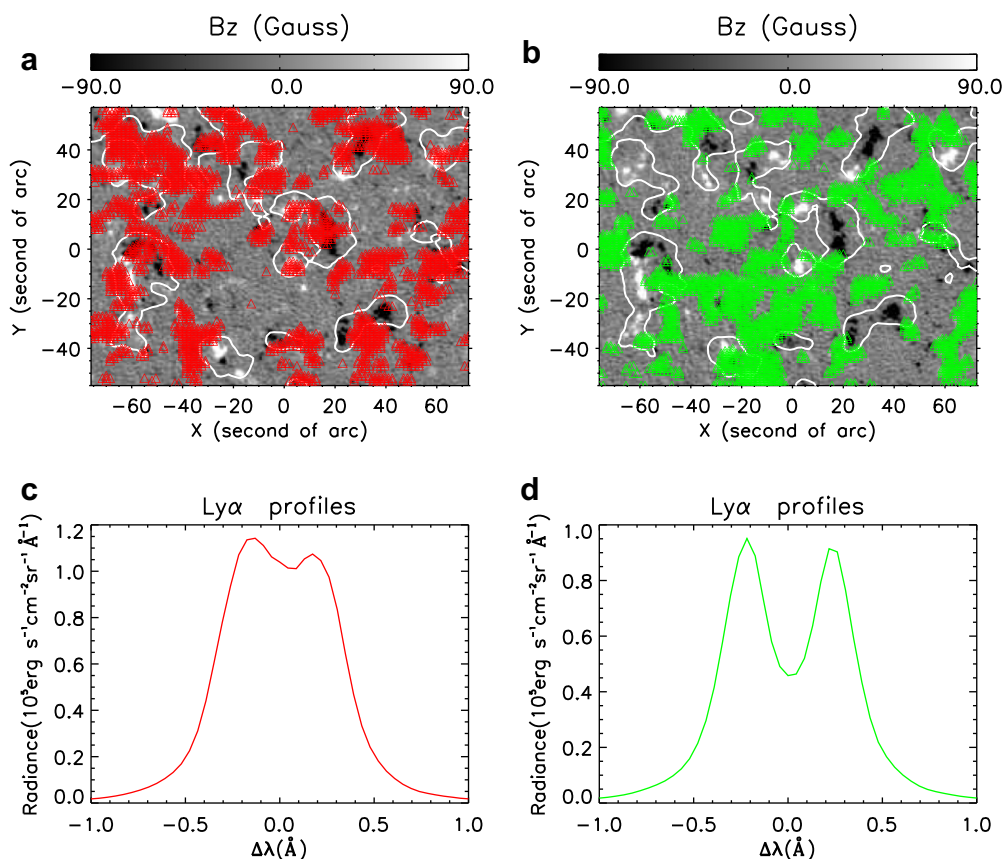 a
Bz (Gauss)
−90.0 0.0 90.0
Y (second of arc)
40
20
0
−20
−40
−60 −40 −20 0 20 40 60
X (second of arc)
b
Bz (Gauss)
−90.0 0.0 90.0
Y (second of arc)
40
20
0
−20
−40
−60 −40 −20 0 20 40 60
X (second of arc)
c
Lyα profiles
Radiance(10⁵erg s⁻¹cm⁻²sr⁻¹ Å⁻¹)
1.2
1.0
0.8
0.6
0.4
0.2
0.0
−1.0 −0.5 0.0 0.5 1.0
Δλ(Å)
d
Lyα profiles
Radiance(10⁵erg s⁻¹cm⁻²sr⁻¹ Å⁻¹)
1.0
0.8
0.6
0.4
0.2
0.0
−1.0 −0.5 0.0 0.5 1.0
Δλ(Å)